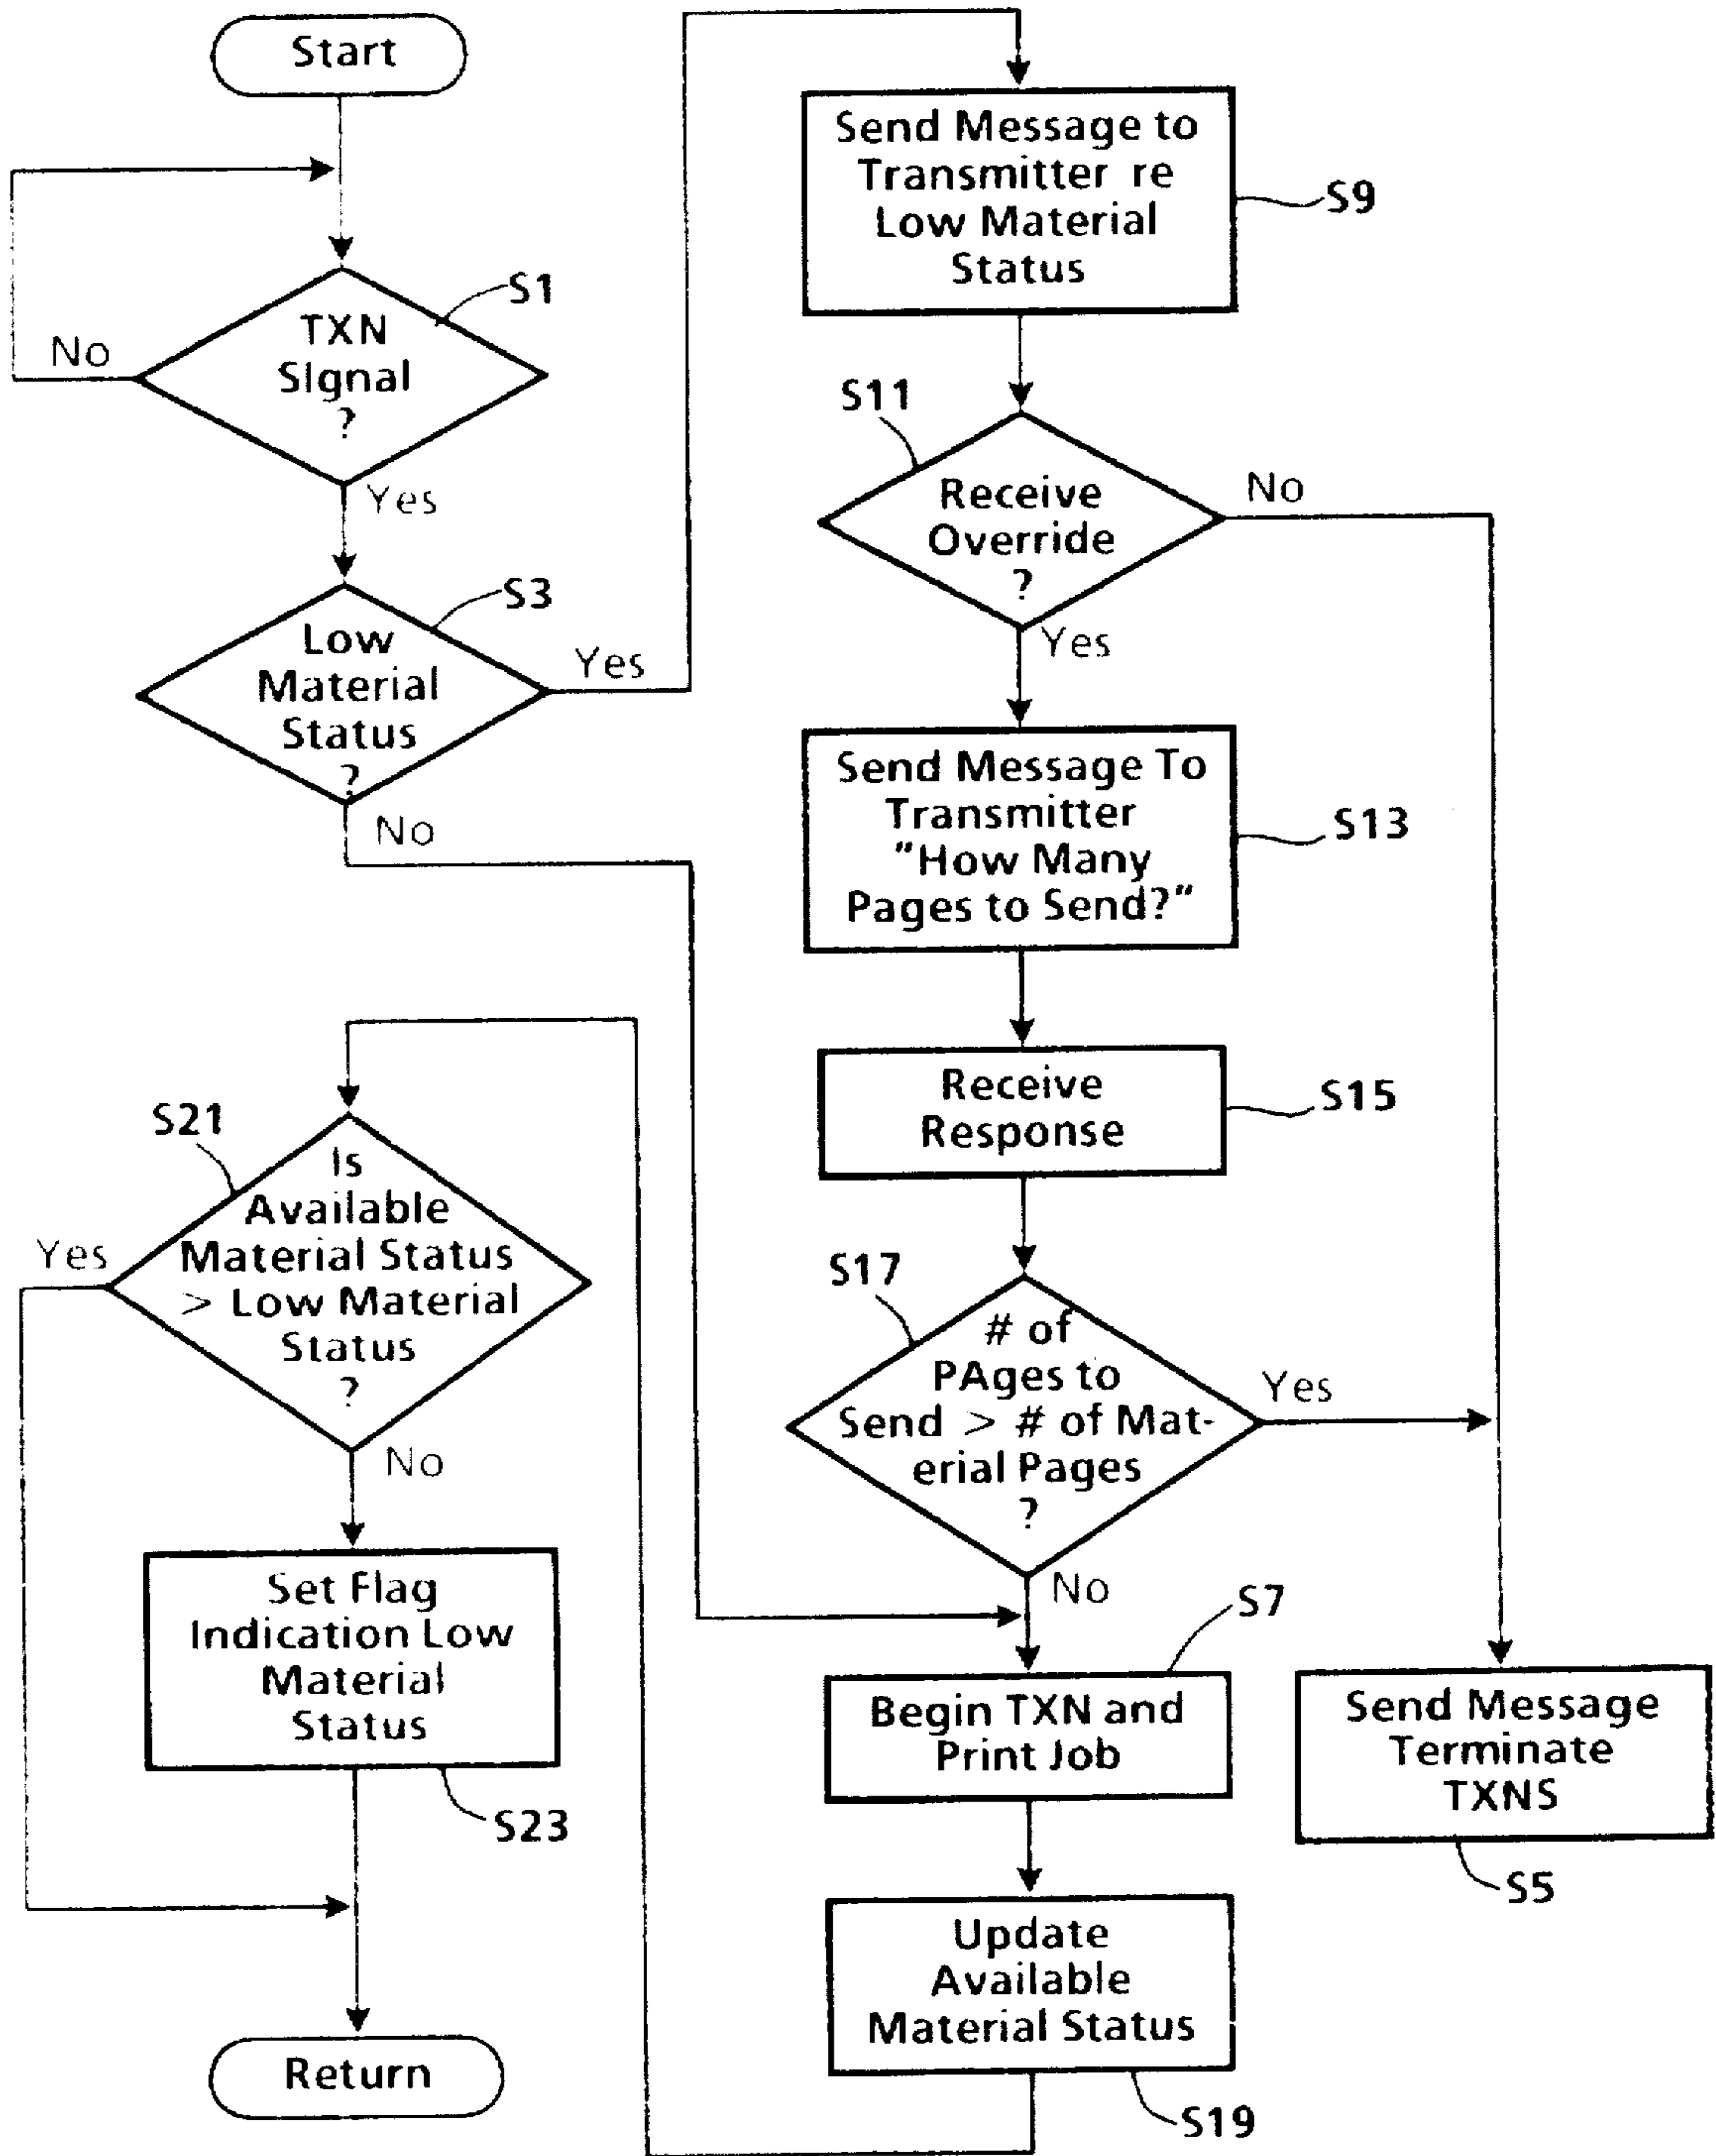 Start
TXN
SIgnal
?
S1
No
Yes
Low
Material
Status
?
S3
Yes
No
Send Message to
Transmitter re
Low Material
Status
S9
S11
Receive
Override
?
No
Yes
Send Message To
Transmitter
"How Many
Pages to Send?"
S13
Receive
Response
S15
S17
# of
PAges to
Send > # of Mat-
erial Pages
?
Yes
No
S7
Begin TXN and
Print Job
Send Message
Terminate
TXNS
S5
Update
Available
Material Status
S19
S21
Is
Available
Material Status
> Low Material
Status
?
Yes
No
Set Flag
Indication Low
Material
Status
S23
Return